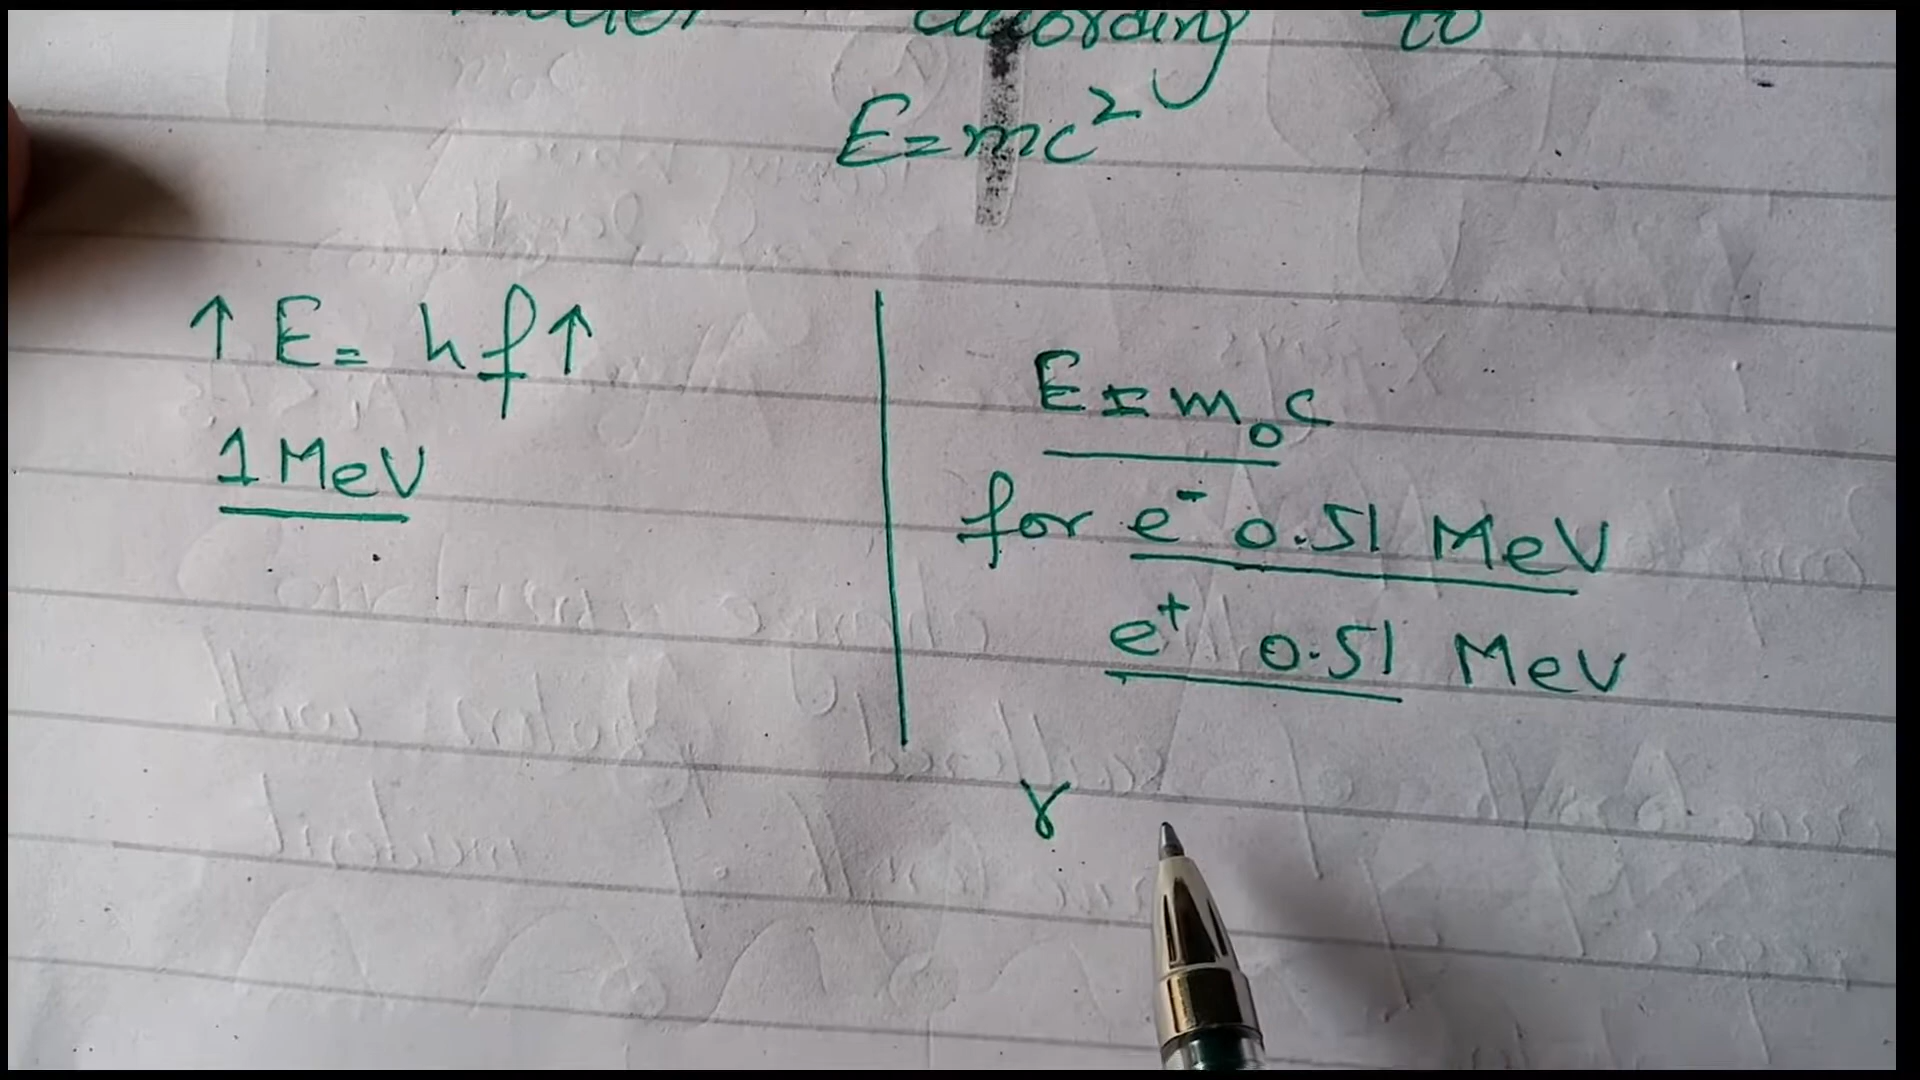 according to
E=mc²
↑ E= hf↑
1 MeV
E=m₀c
for e⁻ 0.51 MeV
e⁺ 0.51 MeV
γ